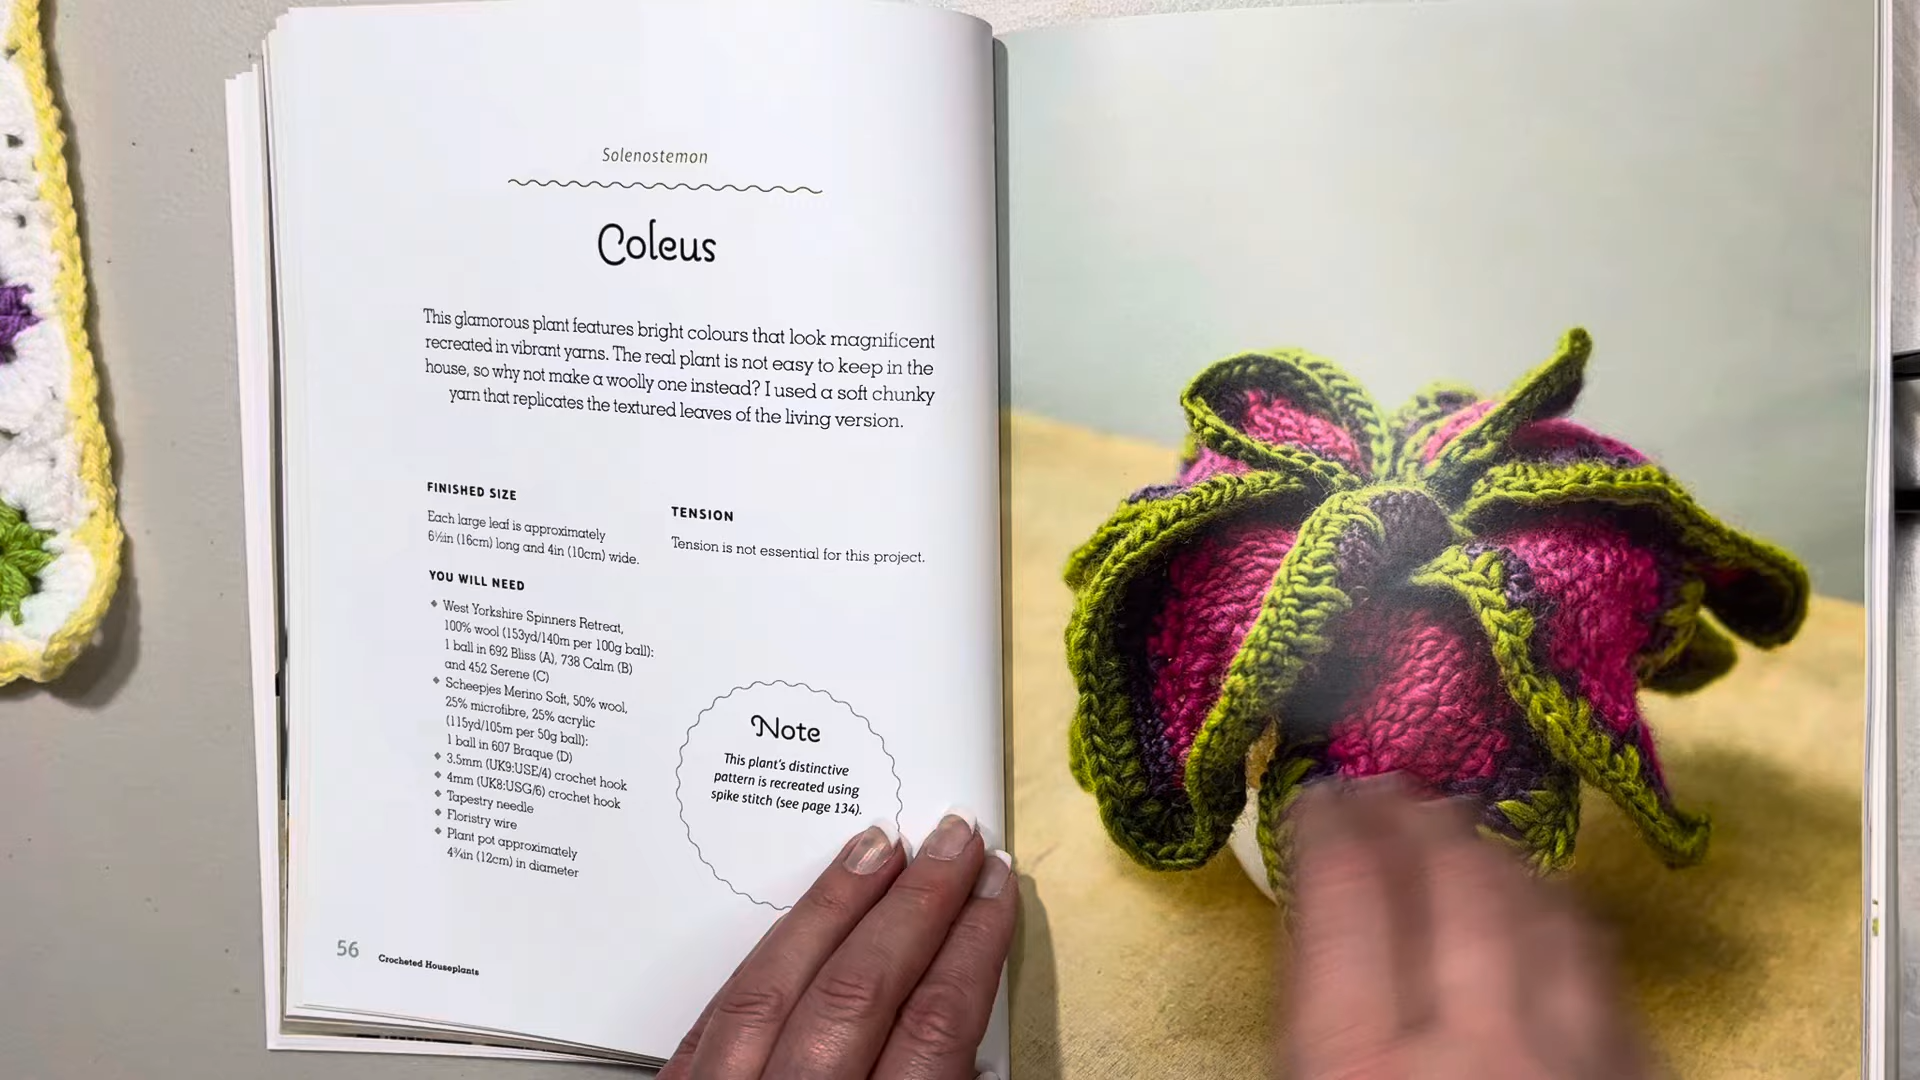 Solenostemon
Coleus
This glamorous plant features bright colours that look magnificent
recreated in vibrant yarns. The real plant is not easy to keep in the
house, so why not make a woolly one instead? I used a soft chunky
yarn that replicates the textured leaves of the living version.
FINISHED SIZE
Each large leaf is approximately
6½in (16cm) long and 4in (10cm) wide.
YOU WILL NEED
◆ West Yorkshire Spinners Retreat,
100% wool (153yd/140m per 100g ball):
1 ball in 692 Bliss (A), 738 Calm (B)
and 452 Serene (C)
◆ Scheepjes Merino Soft, 50% wool,
25% microfibre, 25% acrylic
(115yd/105m per 50g ball):
1 ball in 607 Braque (D)
◆ 3.5mm (UK9:USE/4) crochet hook
◆ 4mm (UK8:USG/6) crochet hook
◆ Tapestry needle
◆ Floristry wire
◆ Plant pot approximately
4¾in (12cm) in diameter
TENSION
Tension is not essential for this project.
Note
This plant's distinctive
pattern is recreated using
spike stitch (see page 134).
56 Crocheted Houseplants